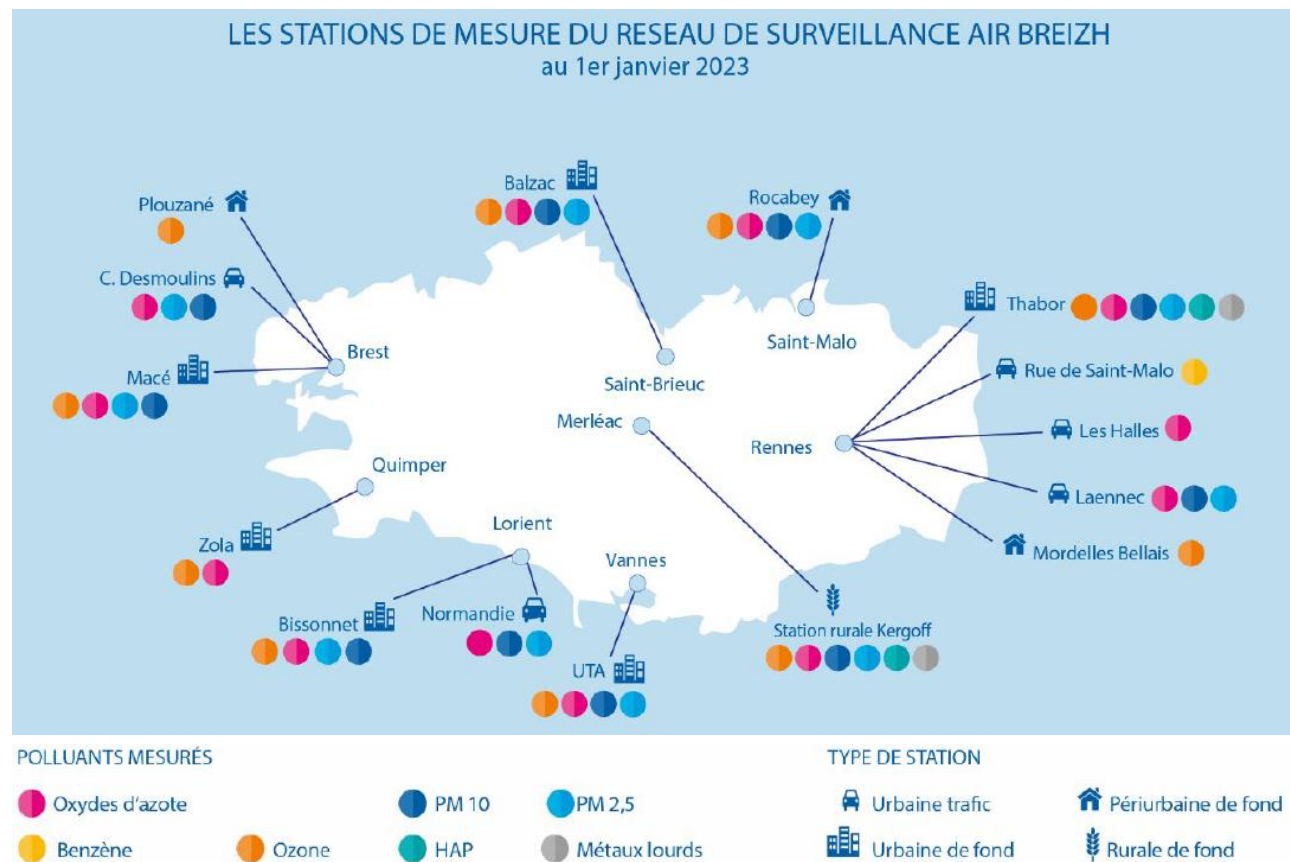 LES STATIONS DE MESURE DU RESEAU DE SURVEILLANCE AIR BREIZH
au 1er janvier 2023
Balzac
Rocabey
Plouzané
C. Desmoulins
Thabor
Saint-Malo
Brest
Rue de Saint-Malo
Macé
Saint-Brieuc
Merléac
Les Halles
Rennes
Quimper
Laennec
Lorient
Zola
Mordelles Bellais
Vannes
Bissonnet
Normandie
Station rurale Kergoff
UTA
POLLUANTS MESURÉS
Oxydes d'azote
PM 10
PM 2,5
Benzène
Ozone
HAP
Métaux lourds
TYPE DE STATION
Urbaine trafic
Périurbaine de fond
Urbaine de fond
Rurale de fond